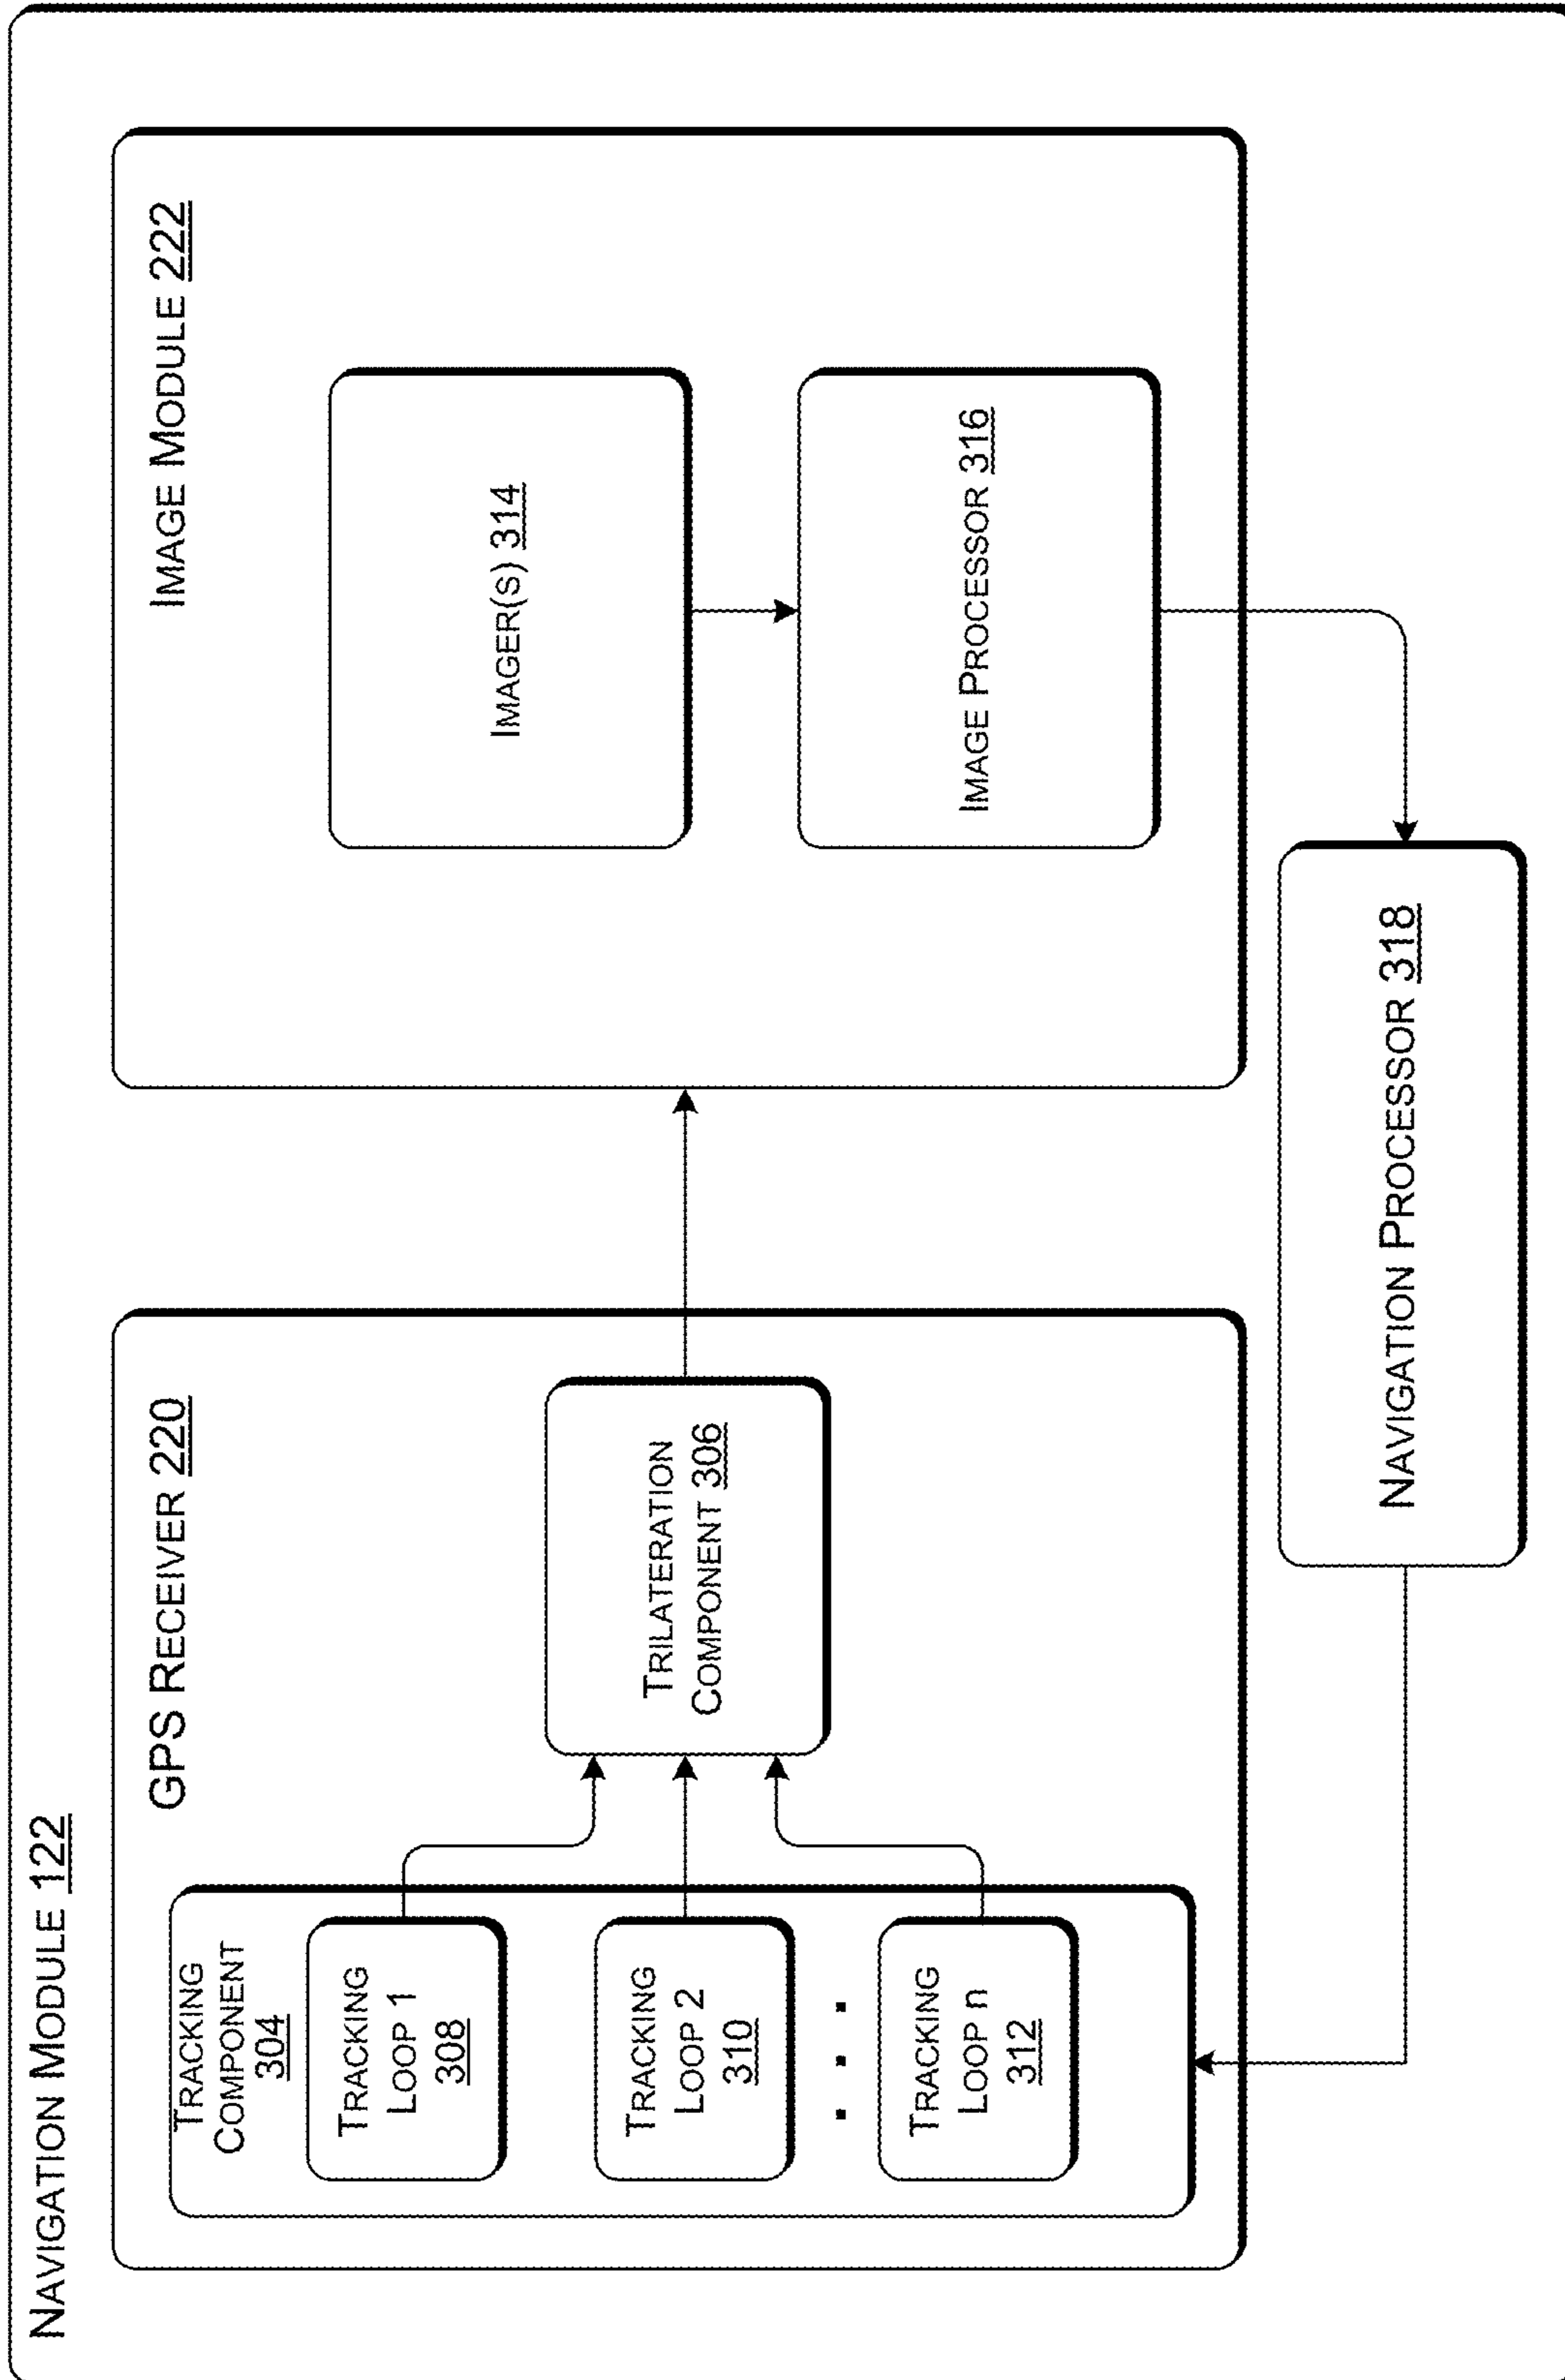 NAVIGATION MODULE 122
GPS RECEIVER 220
TRACKING
COMPONENT
304
TRACKING
LOOP 1
308
TRACKING
LOOP 2
310
. . .
TRACKING
LOOP n
312
TRILATERATION
COMPONENT 306
IMAGE MODULE 222
IMAGER(S) 314
IMAGE PROCESSOR 316
NAVIGATION PROCESSOR 318